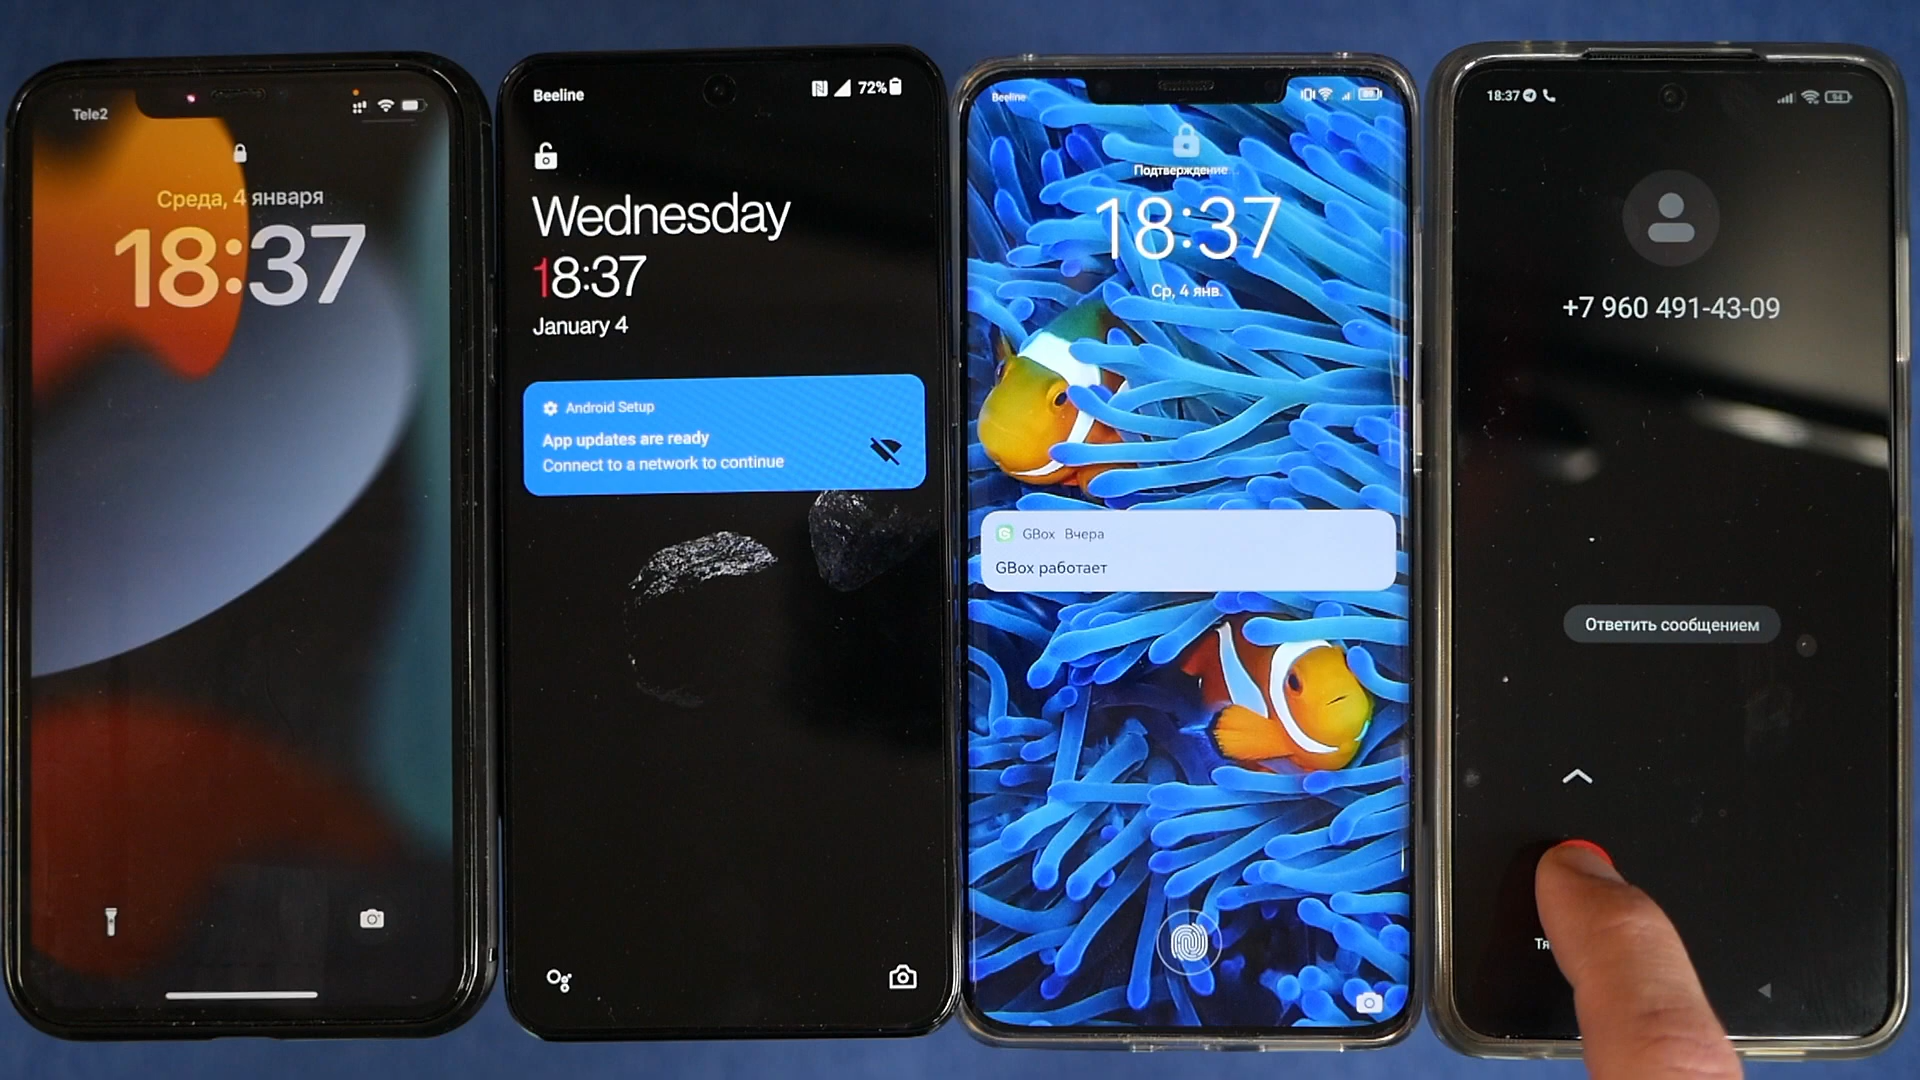 Tele2
Среда, 4 января
18:37
Beeline
72%
Wednesday
18:37
January 4
Android Setup
App updates are ready
Connect to a network to continue
Beeline
Подтверждение
18:37
Ср, 4 янв.
GBox Вчера
GBox работает
18:37
94
+7 960 491-43-09
Ответить сообщением
Тя